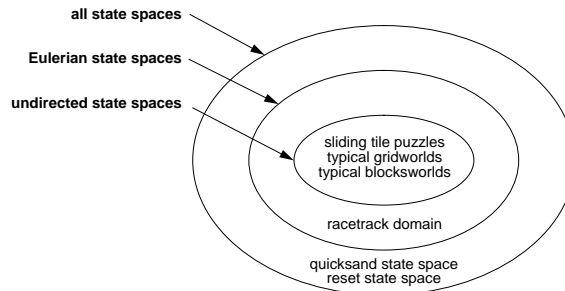 all state spaces
Eulerian state spaces
undirected state spaces
sliding tile puzzles
typical gridworlds
typical blocksworlds
racetrack domain
quicksand state space
reset state space